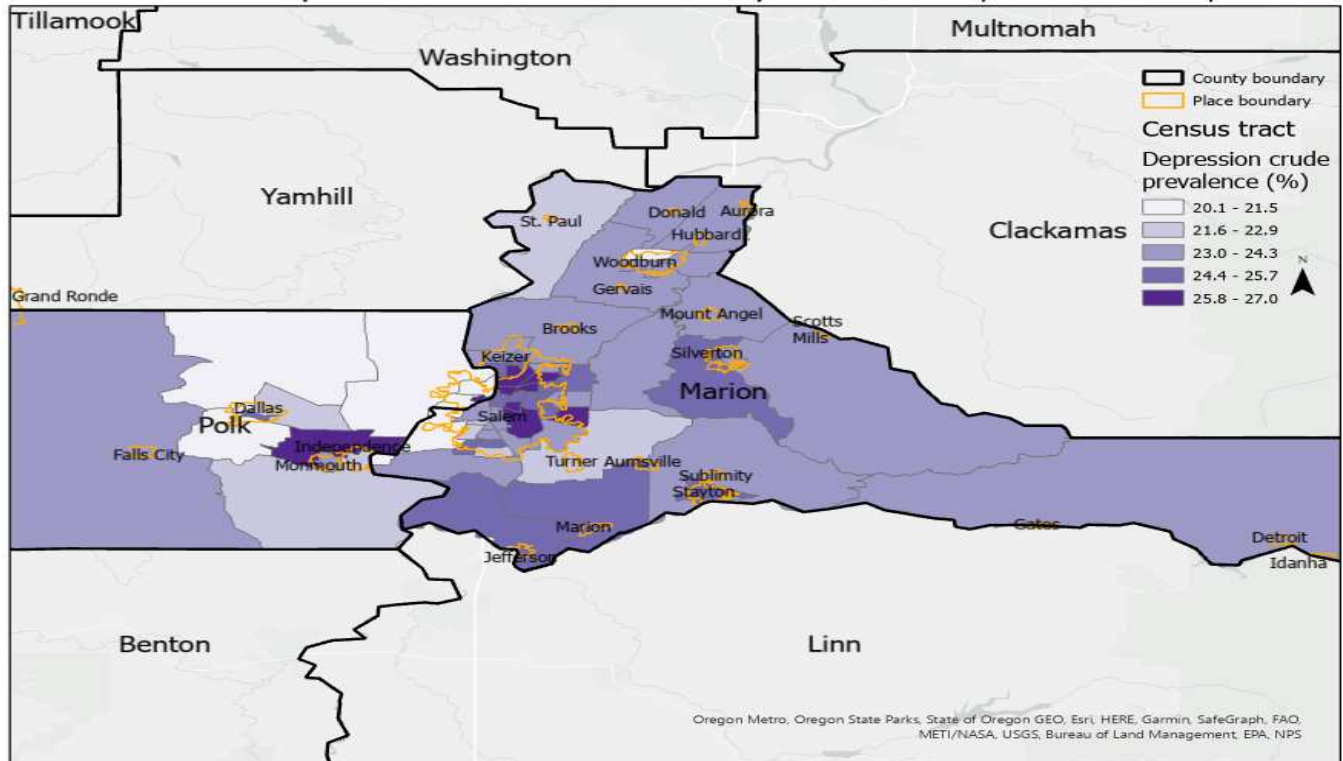 Tillamook
Multnomah
Washington
County boundary
Place boundary
Census tract
Depression crude
prevalence (%)
20.1 - 21.5
21.6 - 22.9
23.0 - 24.3
24.4 - 25.7
25.8 - 27.0
N
Yamhill
Clackamas
St. Paul
Donald
Aurora
Hubbard
Woodburn
Gervais
Grand Ronde
Mount Angel
Scotts
Mills
Brooks
Keizer
Silverton
Marion
Dallas
Polk
Salem
Independence
Falls City
Monmouth
Turner
Aumsville
Sublimity
Stayton
Marion
Gates
Jefferson
Detroit
Idanha
Benton
Linn
Oregon Metro, Oregon State Parks, State of Oregon GEO, Esri, HERE, Garmin, SafeGraph, FAO,
METI/NASA, USGS, Bureau of Land Management, EPA, NPS